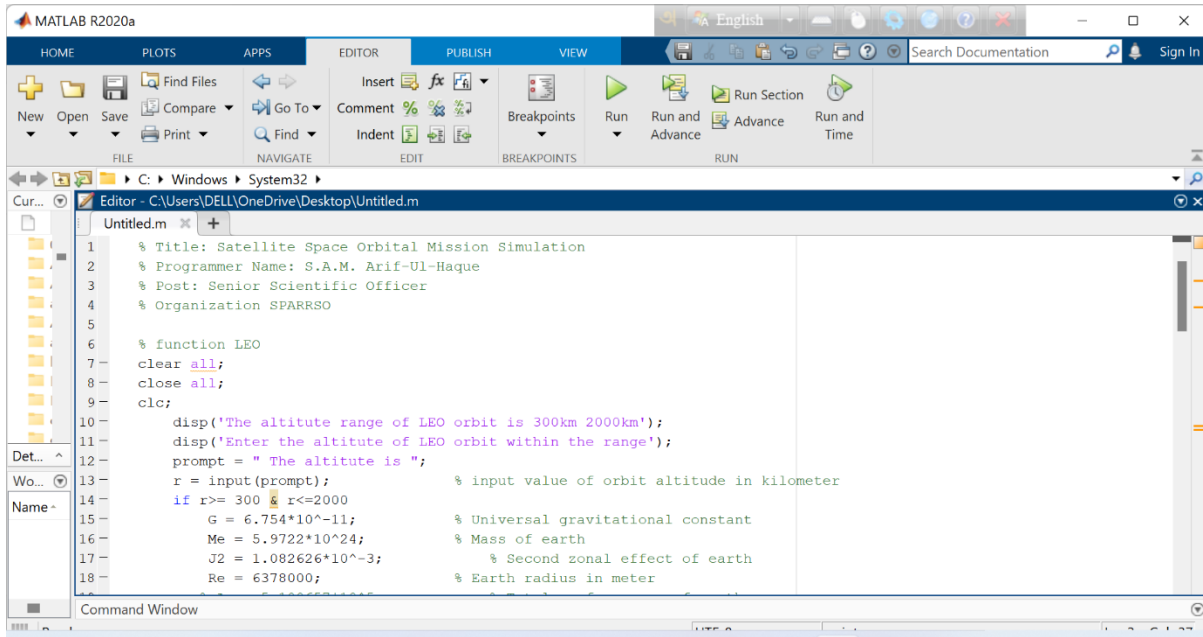 MATLAB R2020a
English
HOME PLOTS APPS EDITOR PUBLISH VIEW Search Documentation Sign In
New Open Save Find Files Compare Print Go To Find Insert fx Comment Indent Breakpoints Run Run and Advance Run Section Advance Run and Time
FILE NAVIGATE EDIT BREAKPOINTS RUN
C: Windows System32
Cur... Editor - C:\Users\DELL\OneDrive\Desktop\Untitled.m
Untitled.m
1 % Title: Satellite Space Orbital Mission Simulation
2 % Programmer Name: S.A.M. Arif-Ul-Haque
3 % Post: Senior Scientific Officer
4 % Organization SPARRSO
5
6 % function LEO
7 clear all;
8 close all;
9 clc;
10 disp('The altitute range of LEO orbit is 300km 2000km');
11 disp('Enter the altitute of LEO orbit within the range');
12 prompt = " The altitute is ";
13 r = input(prompt); % input value of orbit altitude in kilometer
14 if r>= 300 & r<=2000
15 G = 6.754*10^-11; % Universal gravitational constant
16 Me = 5.9722*10^24; % Mass of earth
17 J2 = 1.082626*10^-3; % Second zonal effect of earth
18 Re = 6378000; % Earth radius in meter
Det...
Wo...
Name
Command Window